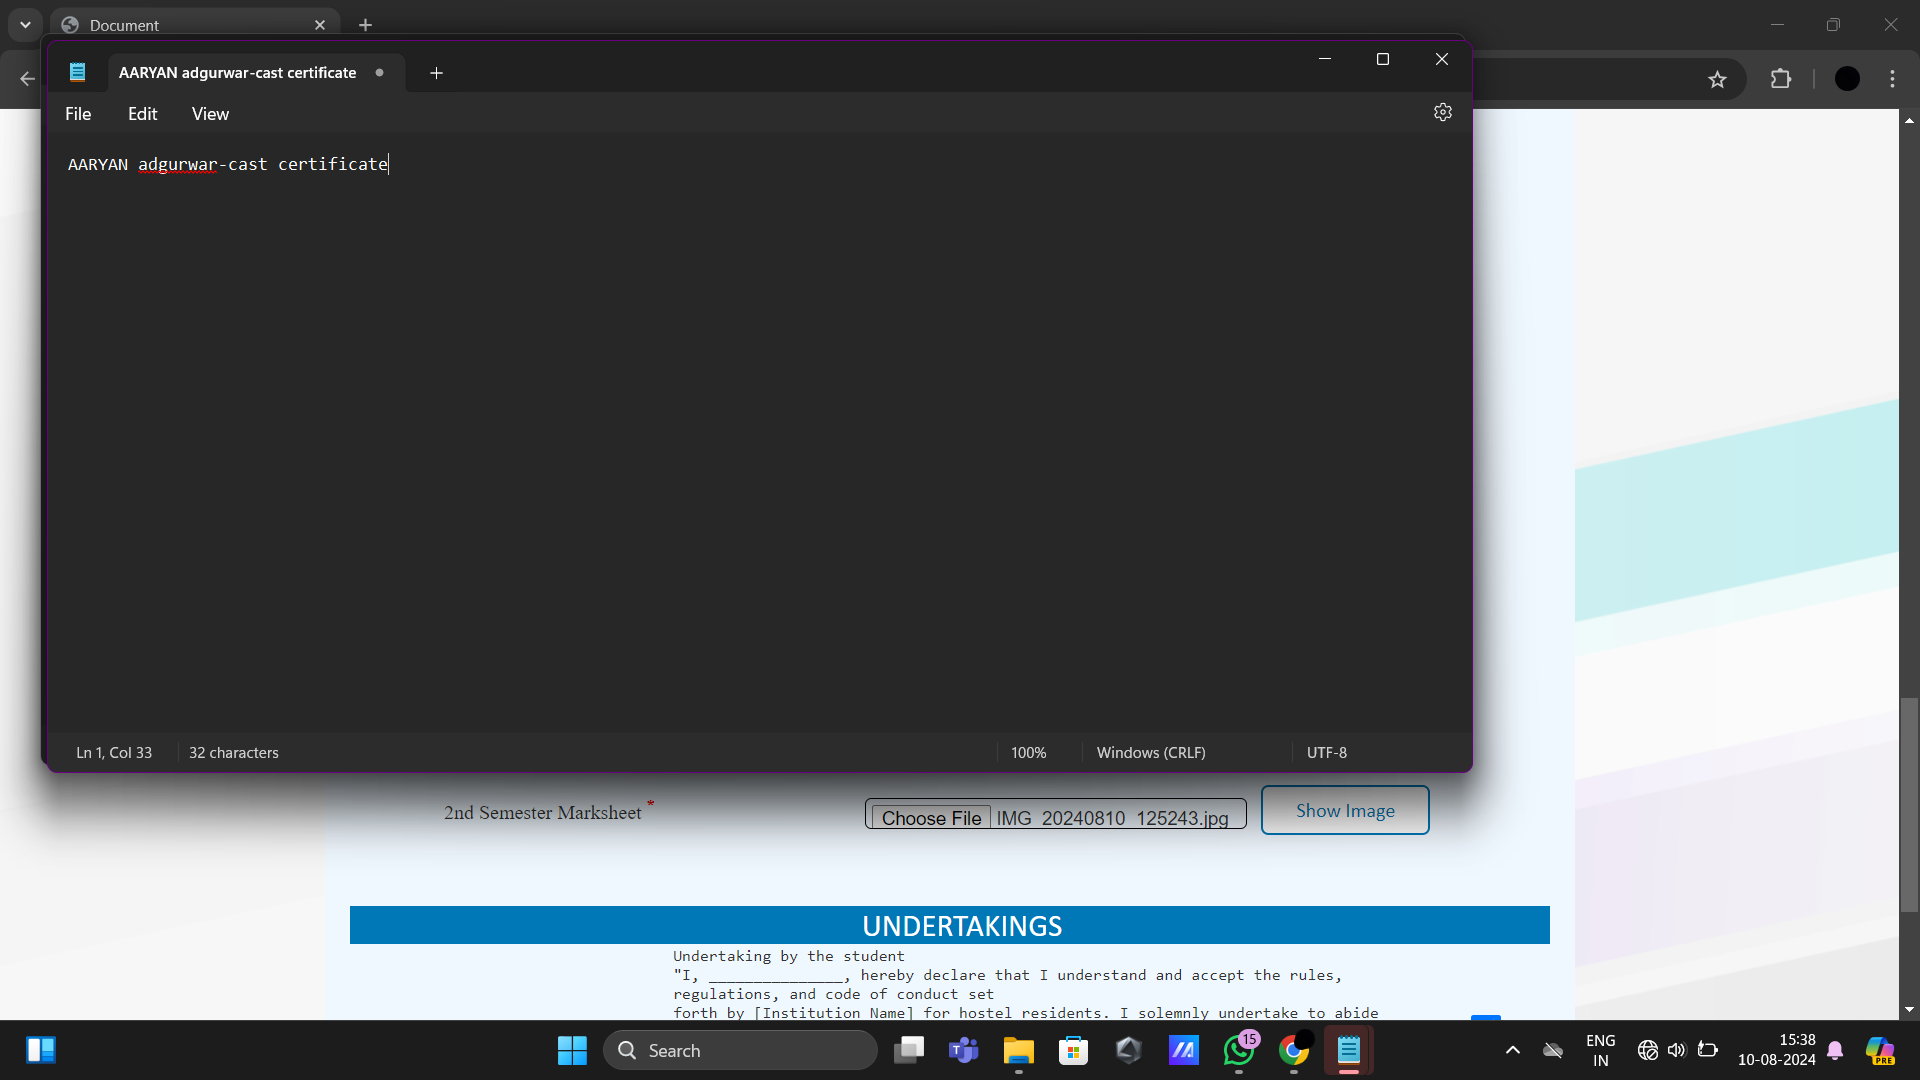 Document
AARYAN adgurwar-cast certificate
File Edit View
AARYAN adgurwar-cast certificate
Ln 1, Col 33 32 characters 100% Windows (CRLF) UTF-8
2nd Semester Marksheet * Choose File IMG_20240810_125243.jpg Show Image
UNDERTAKINGS
Undertaking by the student
"I, _______________, hereby declare that I understand and accept the rules,
regulations, and code of conduct set
forth by [Institution Name] for hostel residents. I solemnly undertake to abide
Search 15 ENG 15:38
IN 10-08-2024 PRE